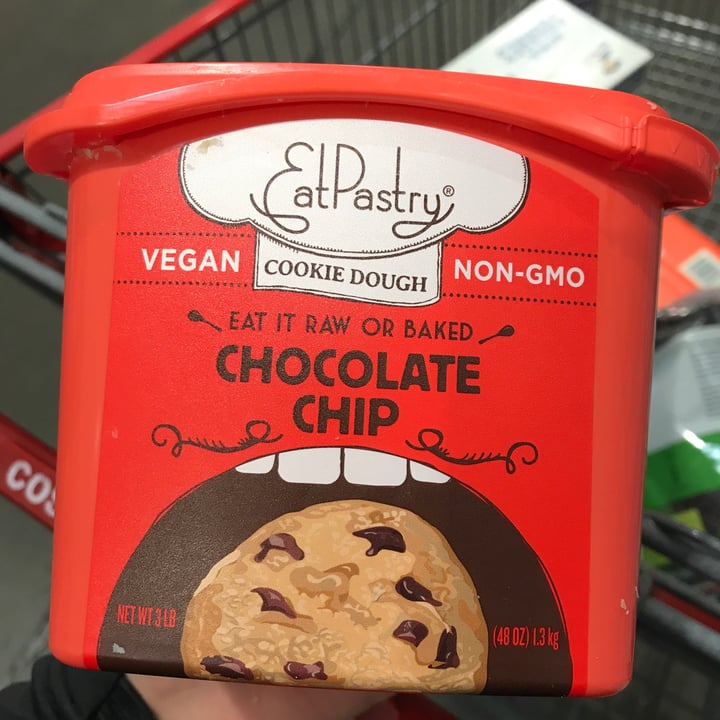 EatPastry®
VEGAN
COOKIE DOUGH
NON-GMO
EAT IT RAW OR BAKED
CHOCOLATE
CHIP
COS
NET WT 3 LB
(48 OZ) 1.3 kg